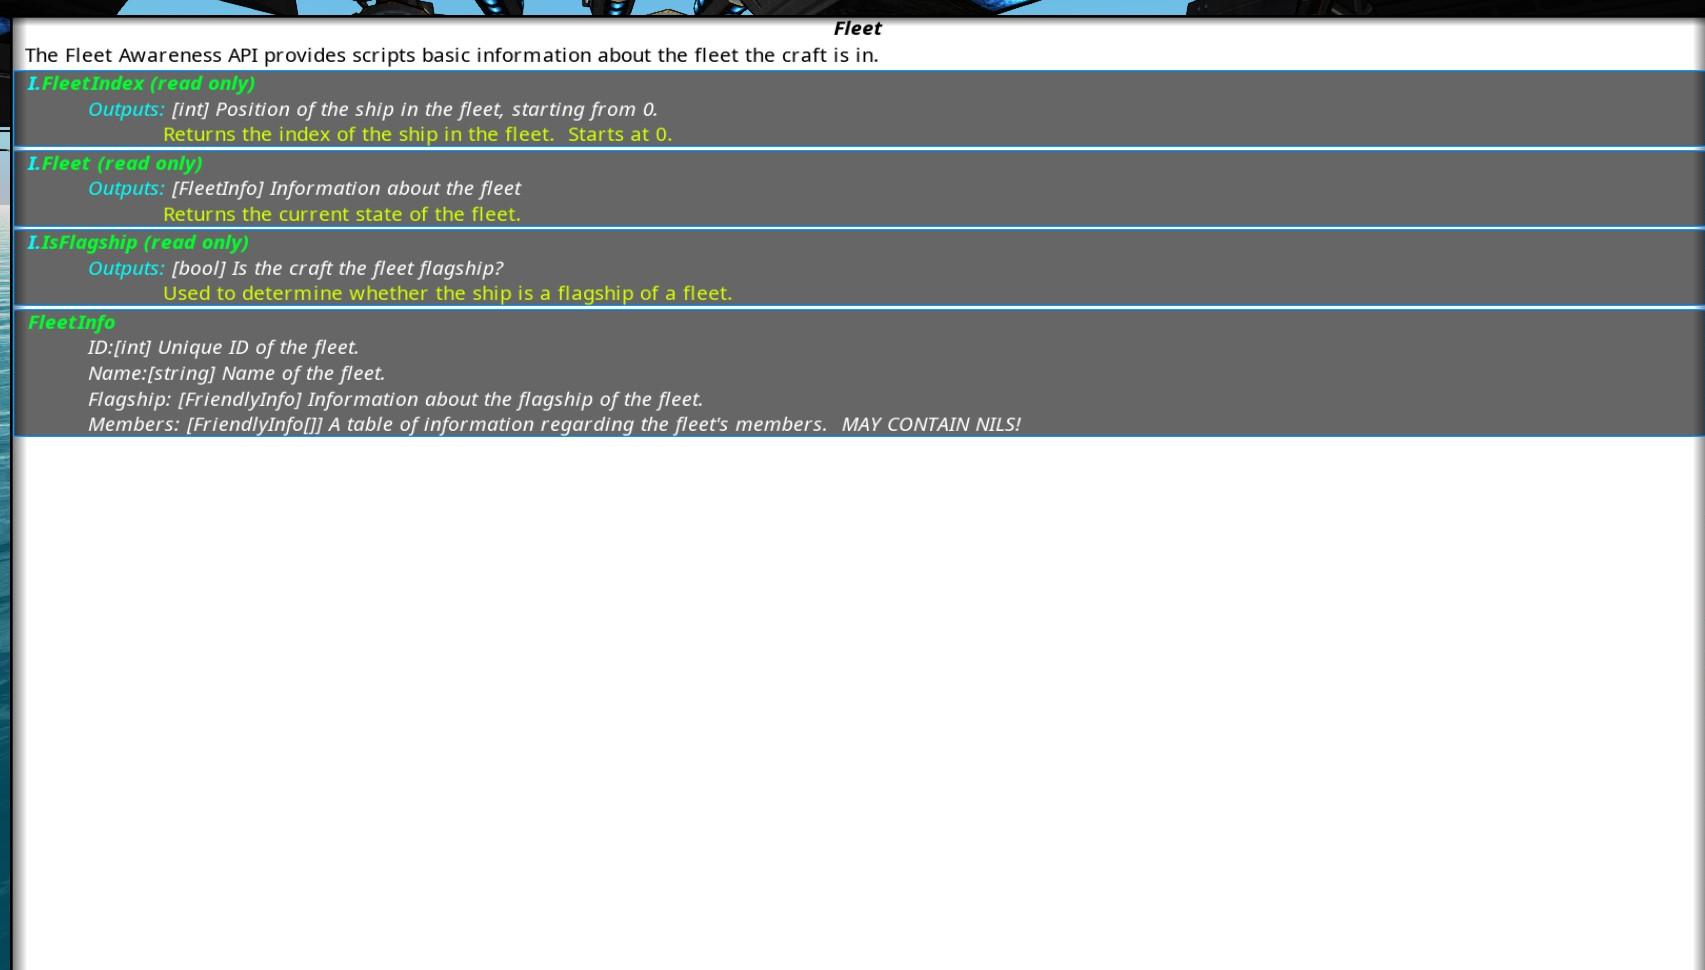 Fleet
The Fleet Awareness API provides scripts basic information about the fleet the craft is in.
I.FleetIndex (read only)
Outputs: [int] Position of the ship in the fleet, starting from 0.
Returns the index of the ship in the fleet.  Starts at 0.
I.Fleet (read only)
Outputs: [FleetInfo] Information about the fleet
Returns the current state of the fleet.
I.IsFlagship (read only)
Outputs: [bool] Is the craft the fleet flagship?
Used to determine whether the ship is a flagship of a fleet.
FleetInfo
ID:[int] Unique ID of the fleet.
Name:[string] Name of the fleet.
Flagship: [FriendlyInfo] Information about the flagship of the fleet.
Members: [FriendlyInfo[]] A table of information regarding the fleet's members.  MAY CONTAIN NILS!